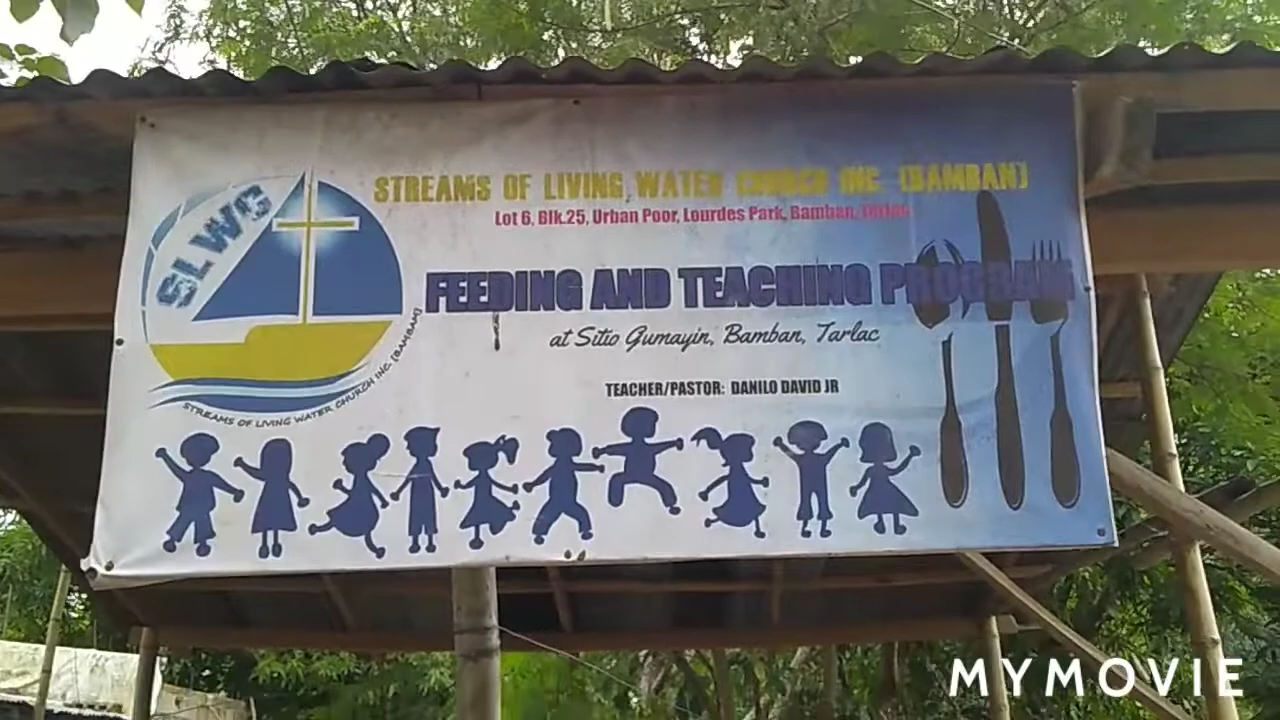 STREAMS OF LIVING WATER CHURCH INC. (BAMBAN)
Lot 6, Blk.25, Urban Poor, Lourdes Park, Bamban, Tarlac
SLWC
FEEDING AND TEACHING PROGRAM
at Sitio Gumayin, Bamban, Tarlac
TEACHER/PASTOR: DANILO DAVID JR
STREAMS OF LIVING WATER CHURCH INC. (BAMBAN)
MYMOVIE